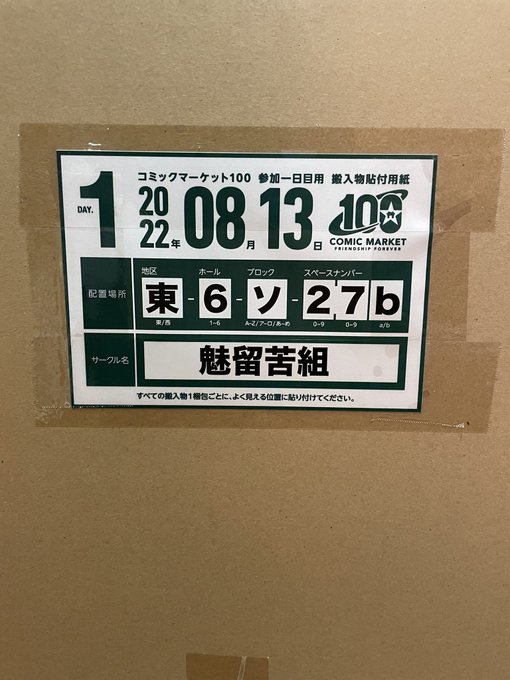 DAY. 1
コミックマーケット100 参加一日目用 搬入物貼付用紙
2022年 08月 13日
100
COMIC MARKET
FRIENDSHIP FOREVER
配置場所
地区 ホール ブロック スペースナンバー
東-6-ソ-27b
東/西 1~6 A~Z/ア~ロ/あ~め 0~9 0~9 a/b
サークル名 魅留苦組
すべての搬入物1梱包ごとに、よく見える位置に貼り付けてください。